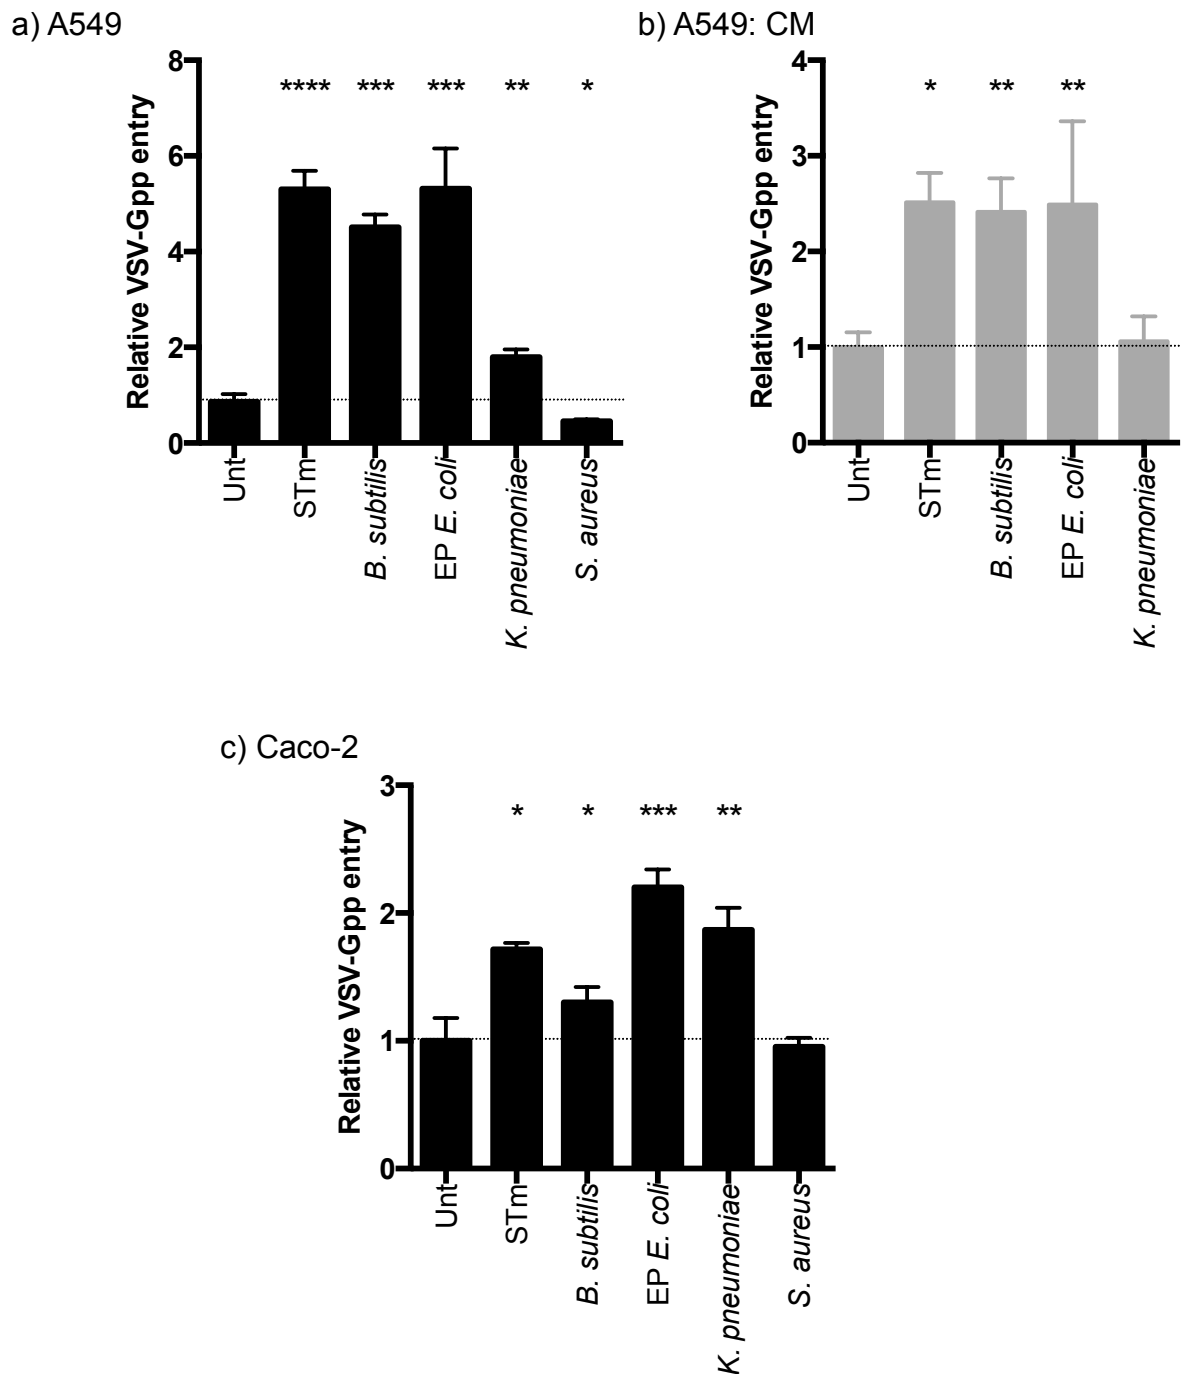 a) A549
Relative VSV-Gpp entry
8
6
4
2
0
**** *** *** ** *
Unt
STm
B. subtilis
EP E. coli
K. pneumoniae
S. aureus
b) A549: CM
Relative VSV-Gpp entry
4
3
2
1
0
* ** **
Unt
STm
B. subtilis
EP E. coli
K. pneumoniae
c) Caco-2
Relative VSV-Gpp entry
3
2
1
0
* * *** **
Unt
STm
B. subtilis
EP E. coli
K. pneumoniae
S. aureus